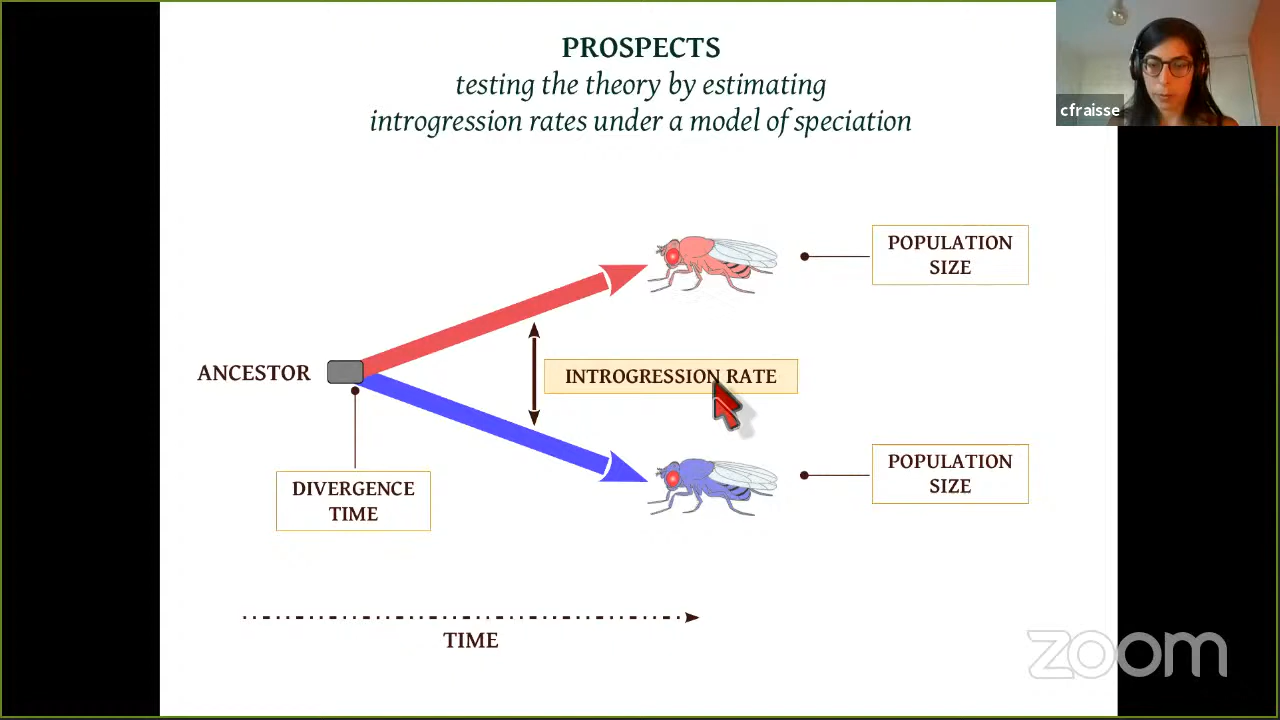 PROSPECTS
testing the theory by estimating
introgression rates under a model of speciation
cfraisse
POPULATION
SIZE
ANCESTOR
INTROGRESSION RATE
DIVERGENCE
TIME
POPULATION
SIZE
TIME
zoom